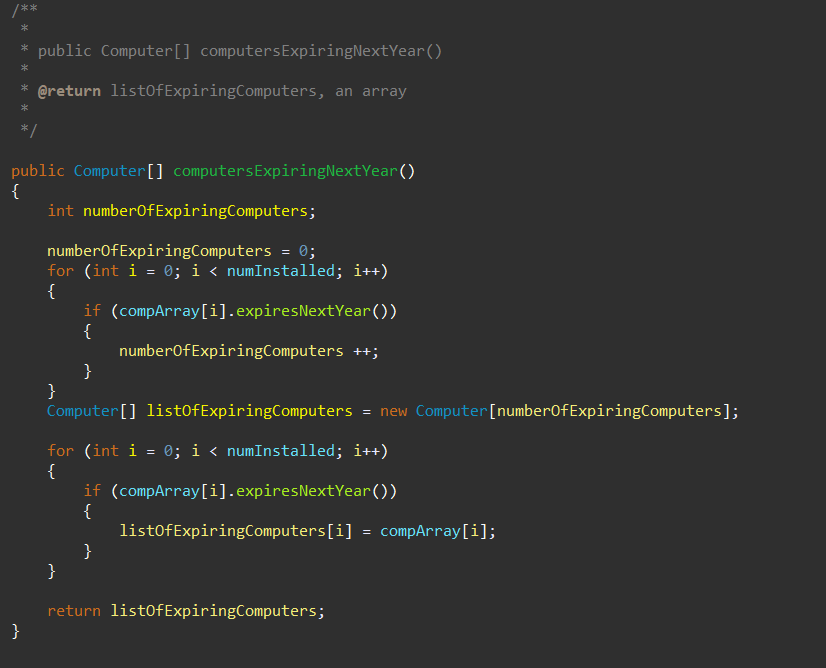 /**
 *
 * public Computer[] computersExpiringNextYear()
 *
 * @return listOfExpiringComputers, an array
 *
 */

public Computer[] computersExpiringNextYear()
{
    int numberOfExpiringComputers;

    numberOfExpiringComputers = 0;
    for (int i = 0; i < numInstalled; i++)
    {
        if (compArray[i].expiresNextYear())
        {
            numberOfExpiringComputers ++;
        }
    }
    Computer[] listOfExpiringComputers = new Computer[numberOfExpiringComputers];

    for (int i = 0; i < numInstalled; i++)
    {
        if (compArray[i].expiresNextYear())
        {
            listOfExpiringComputers[i] = compArray[i];
        }
    }

    return listOfExpiringComputers;
}